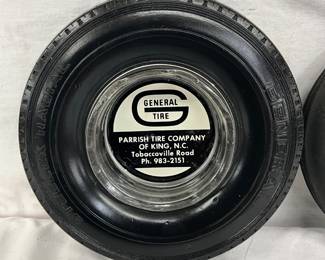 GENERAL
TIRE
PARRISH TIRE COMPANY
OF KING, N.C.
Tobaccoville Road
Ph. 983-2151